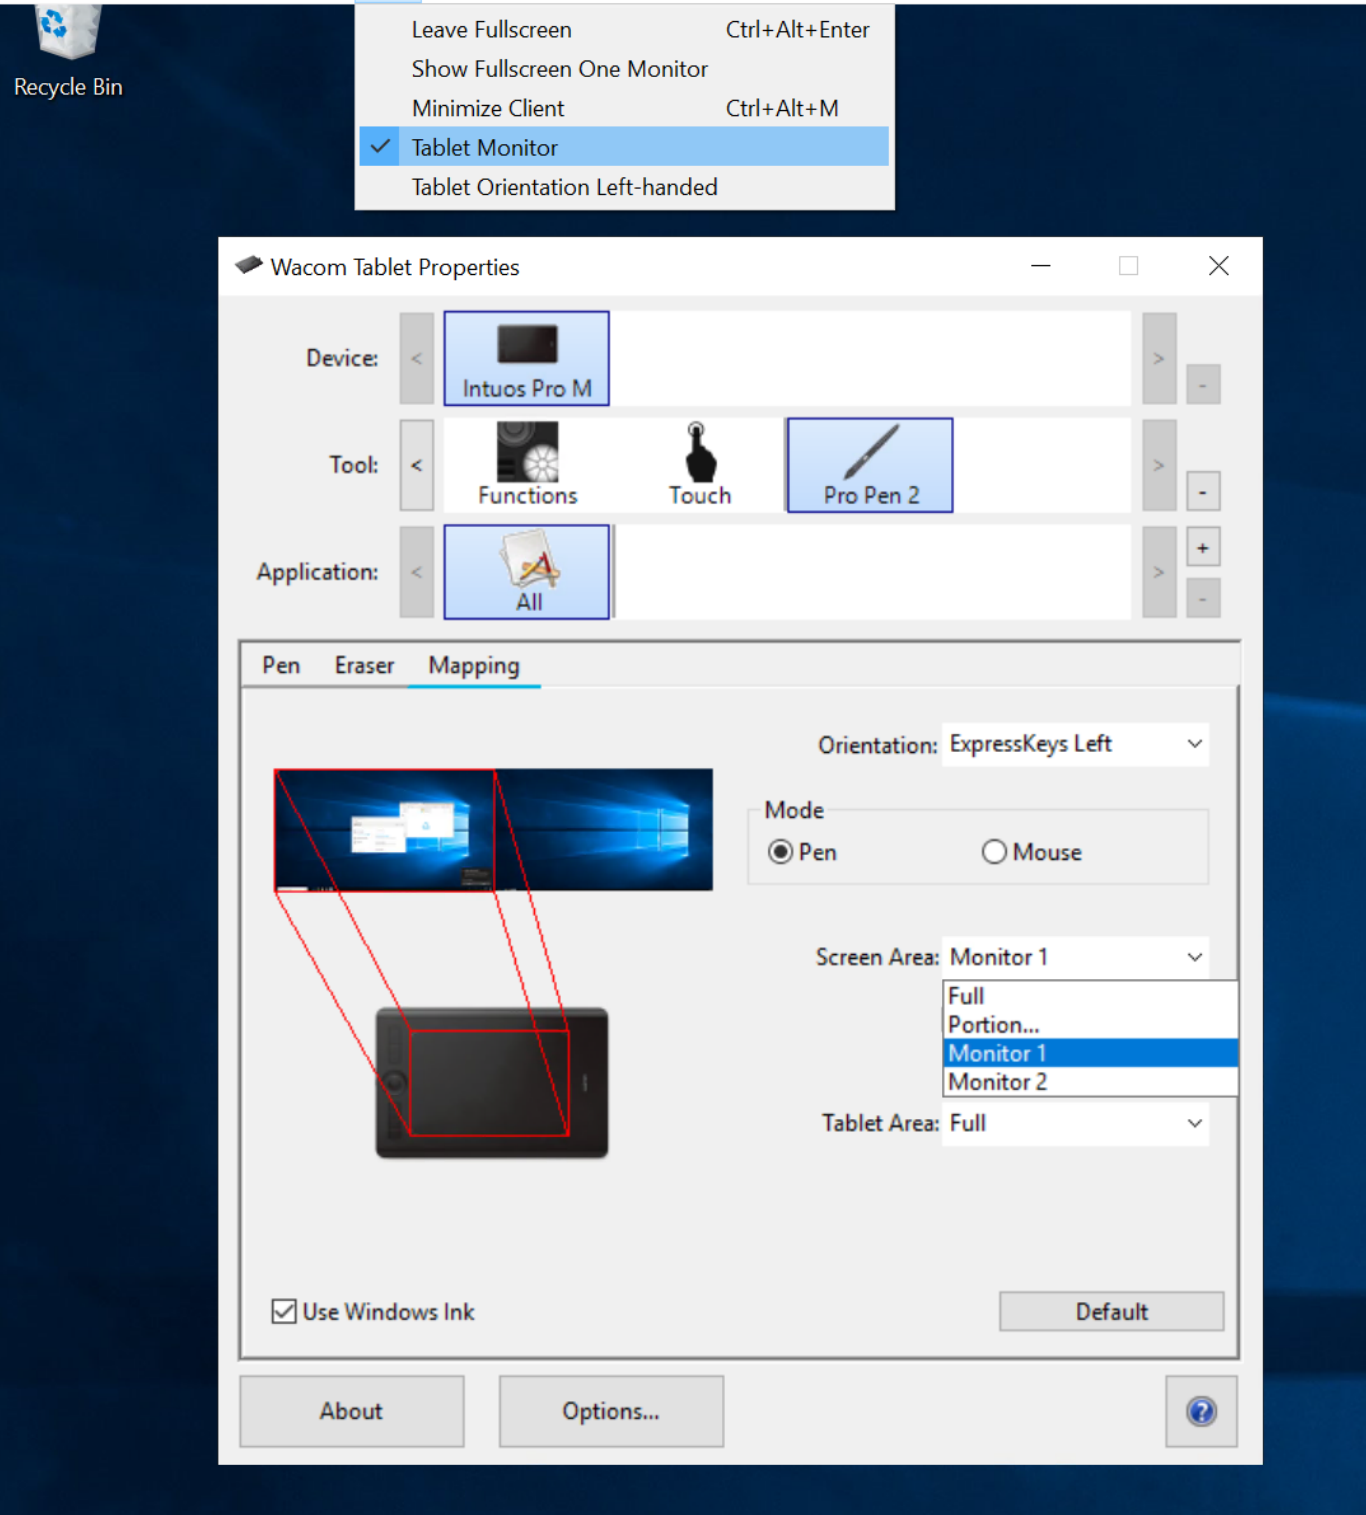 Recycle Bin
Leave Fullscreen Ctrl+Alt+Enter
Show Fullscreen One Monitor
Minimize Client Ctrl+Alt+M
Tablet Monitor
Tablet Orientation Left-handed
Wacom Tablet Properties
Device: < Intuos Pro M > -
Tool: < Functions Touch Pro Pen 2 > -
Application: < All > + -
Pen Eraser Mapping
Orientation: ExpressKeys Left
Mode
Pen Mouse
Screen Area: Monitor 1
Full
Portion...
Monitor 1
Monitor 2
Tablet Area: Full
Use Windows Ink Default
About Options... ?